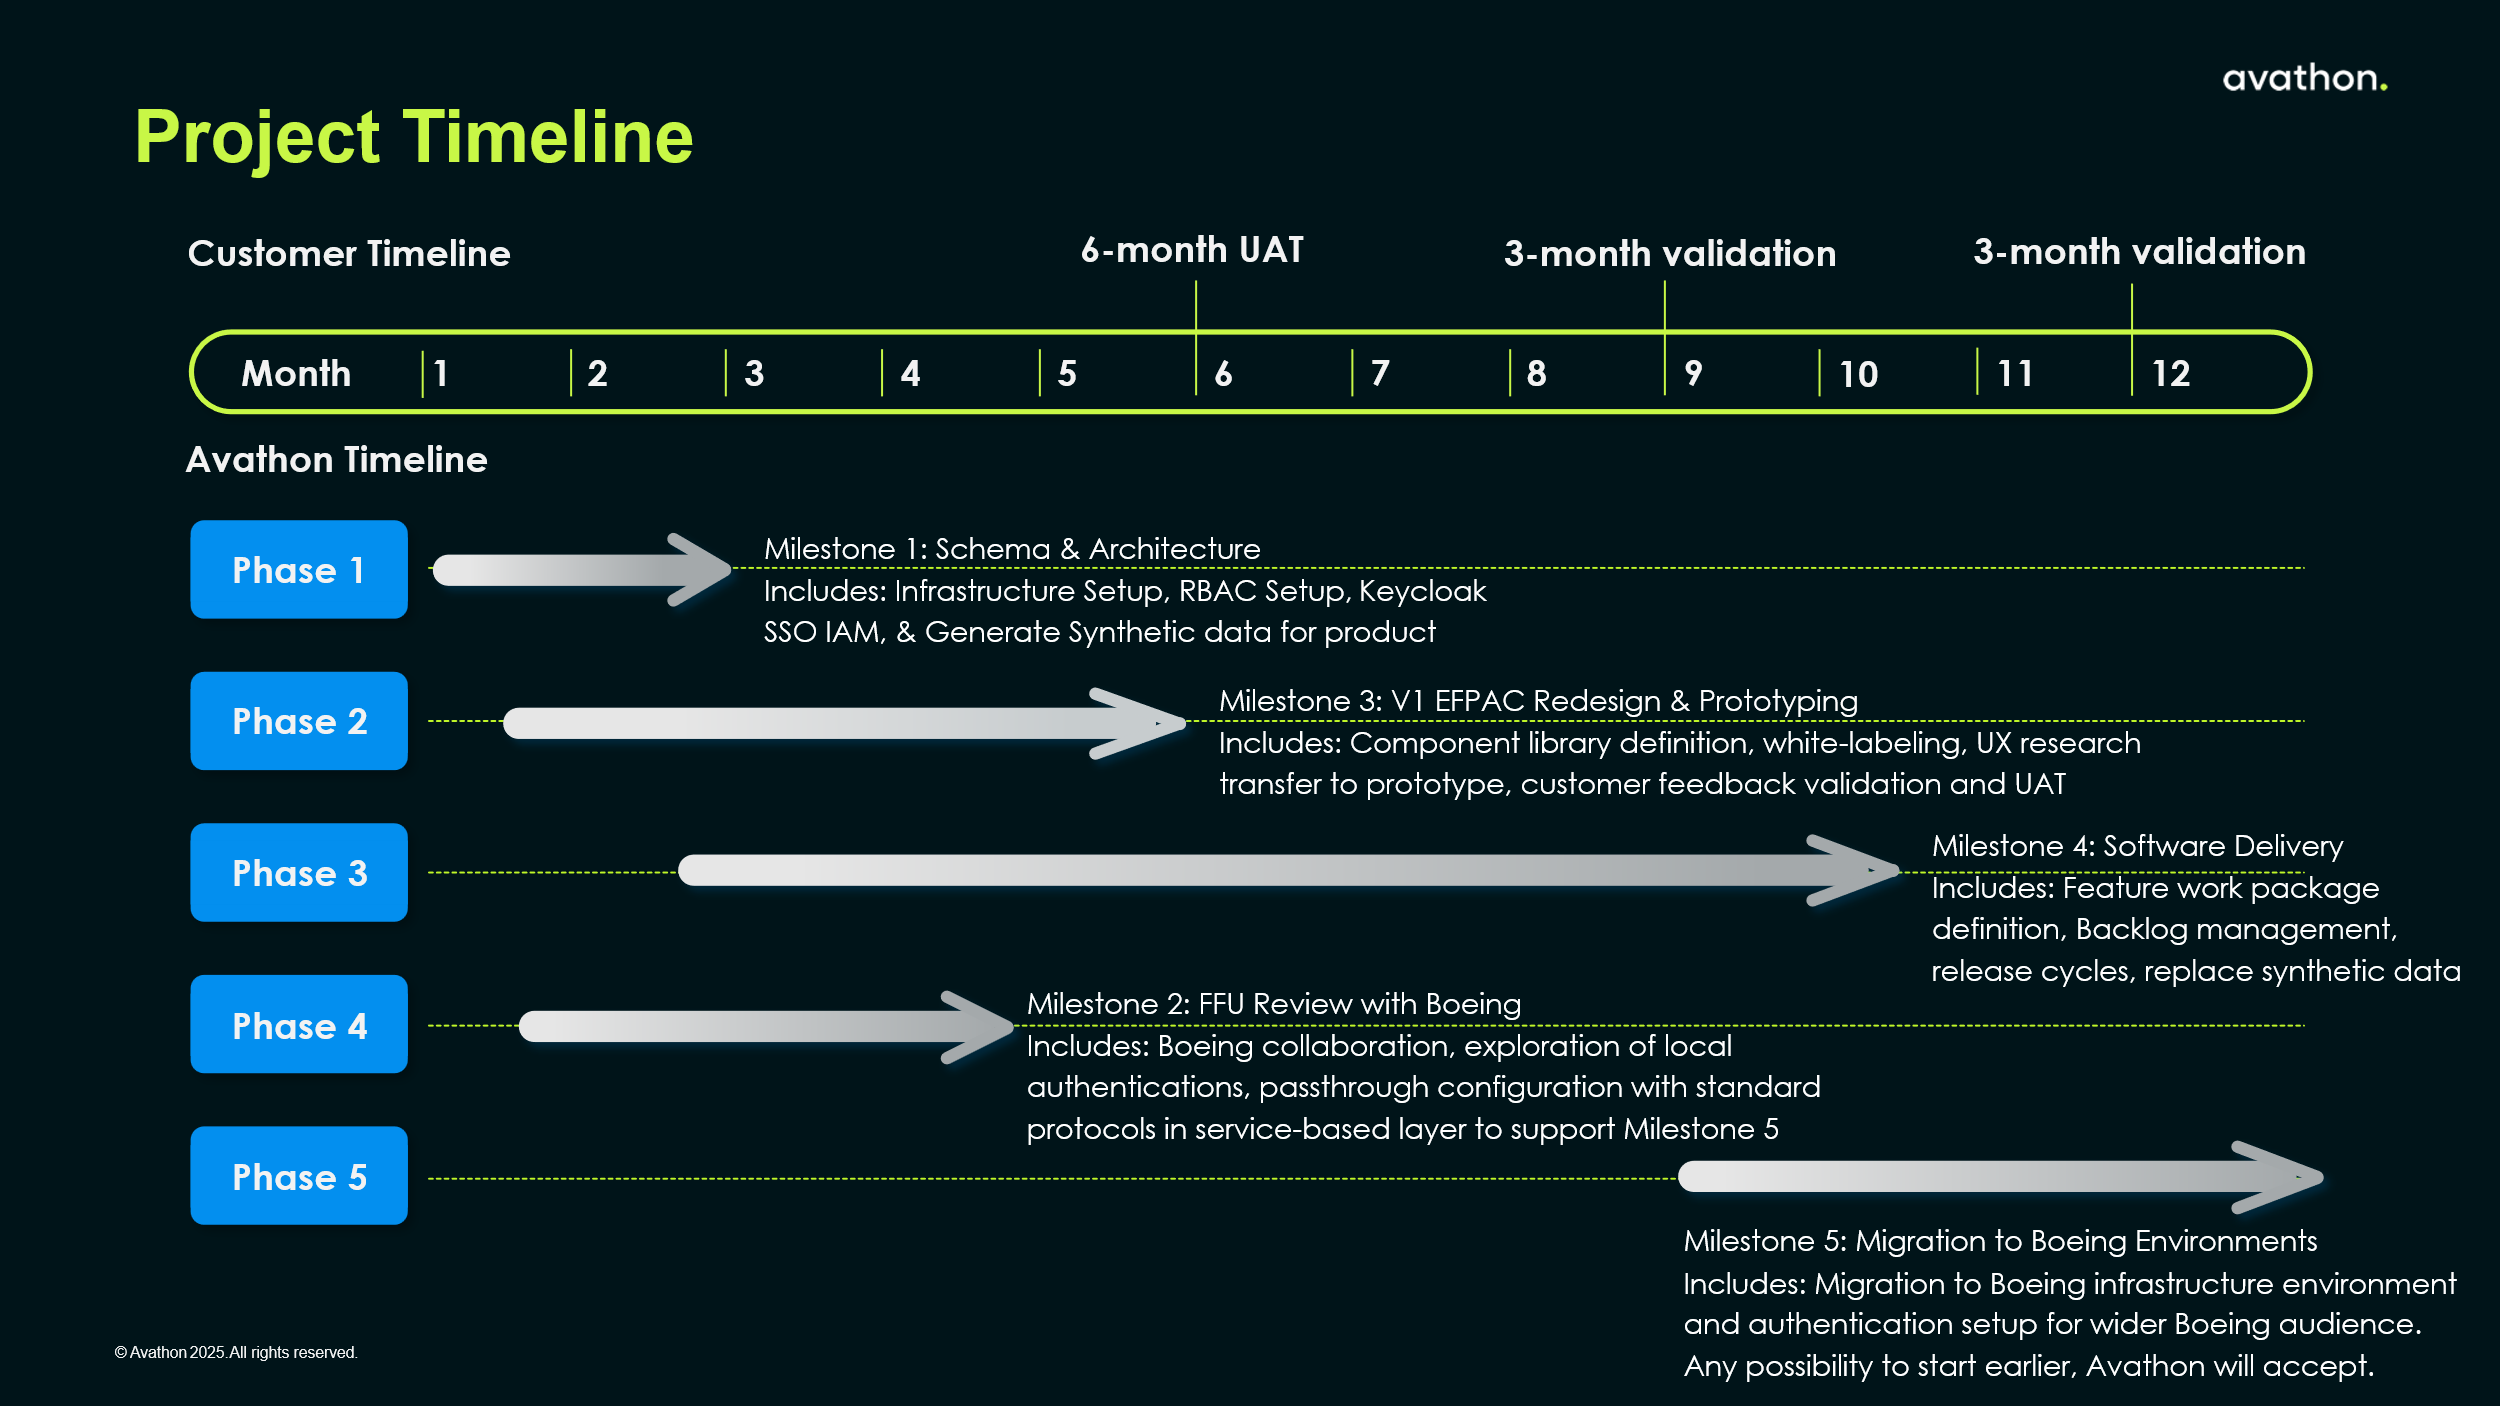 avathon.
Project Timeline
Customer Timeline
6-month UAT
3-month validation
3-month validation
Month 1 2 3 4 5 6 7 8 9 10 11 12
Avathon Timeline
Phase 1
Milestone 1: Schema & Architecture
Includes: Infrastructure Setup, RBAC Setup, Keycloak
SSO IAM, & Generate Synthetic data for product
Phase 2
Milestone 3: V1 EFPAC Redesign & Prototyping
Includes: Component library definition, white-labeling, UX research
transfer to prototype, customer feedback validation and UAT
Phase 3
Milestone 4: Software Delivery
Includes: Feature work package
definition, Backlog management,
release cycles, replace synthetic data
Phase 4
Milestone 2: FFU Review with Boeing
Includes: Boeing collaboration, exploration of local
authentications, passthrough configuration with standard
protocols in service-based layer to support Milestone 5
Phase 5
Milestone 5: Migration to Boeing Environments
Includes: Migration to Boeing infrastructure environment
and authentication setup for wider Boeing audience.
Any possibility to start earlier, Avathon will accept.
© Avathon 2025. All rights reserved.